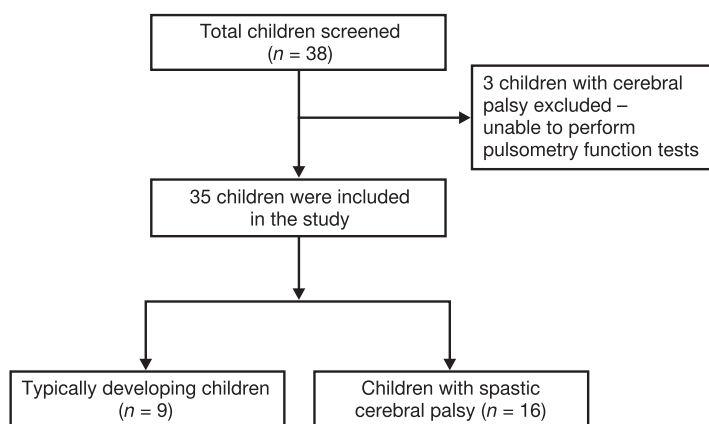 Total children screened
(n = 38)
3 children with cerebral
palsy excluded –
unable to perform
pulsometry function tests
35 children were included
in the study
Typically developing children
(n = 9)
Children with spastic
cerebral palsy (n = 16)